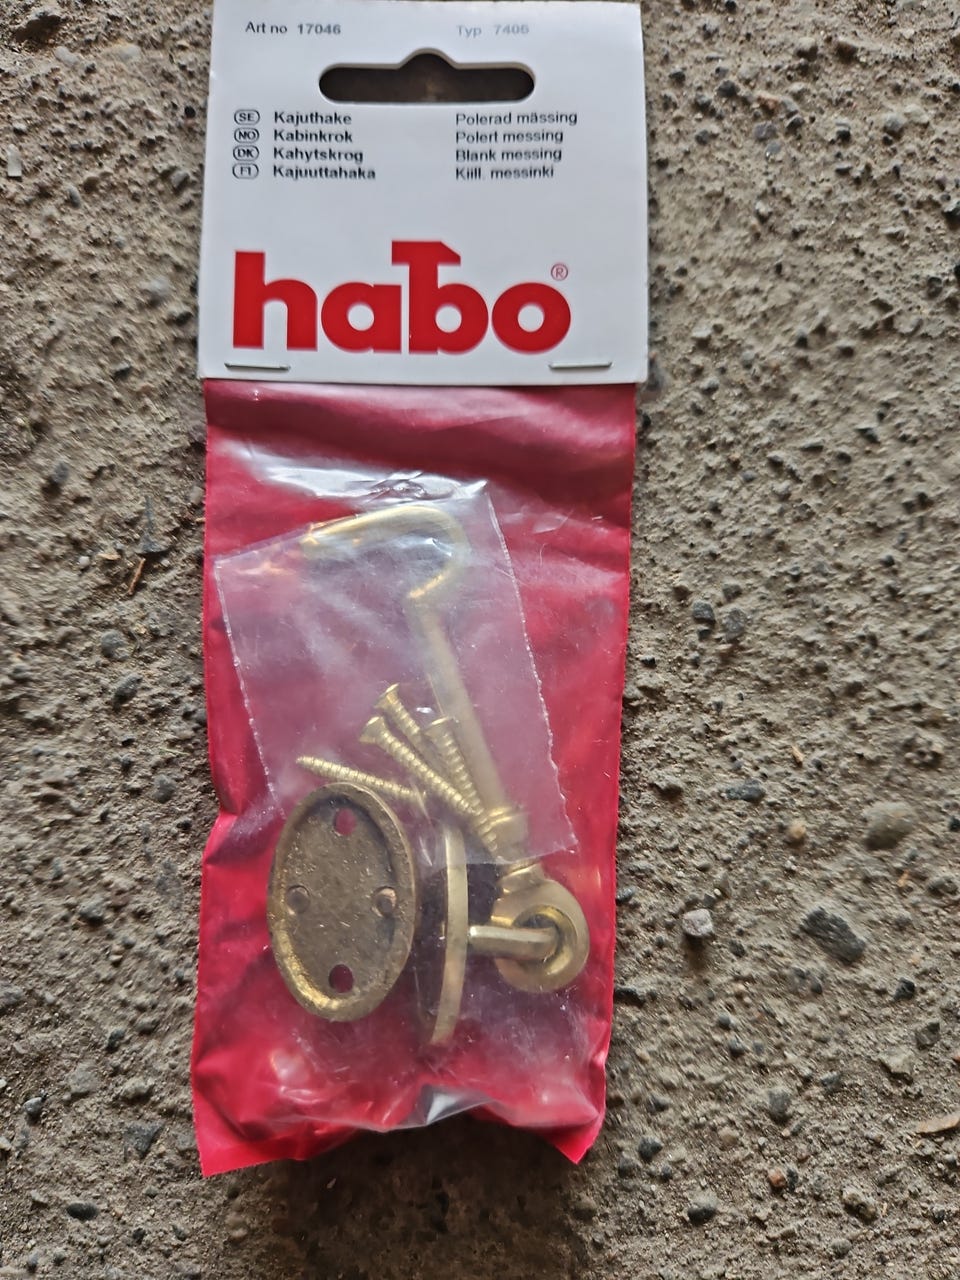 Art no 17046 Typ 7405
SE Kajuthake Polerad mässing
NO Kabinkrok Polert messing
DK Kahytskrog Blank messing
FI Kajuuttahaka Kiill. messinki
habo®